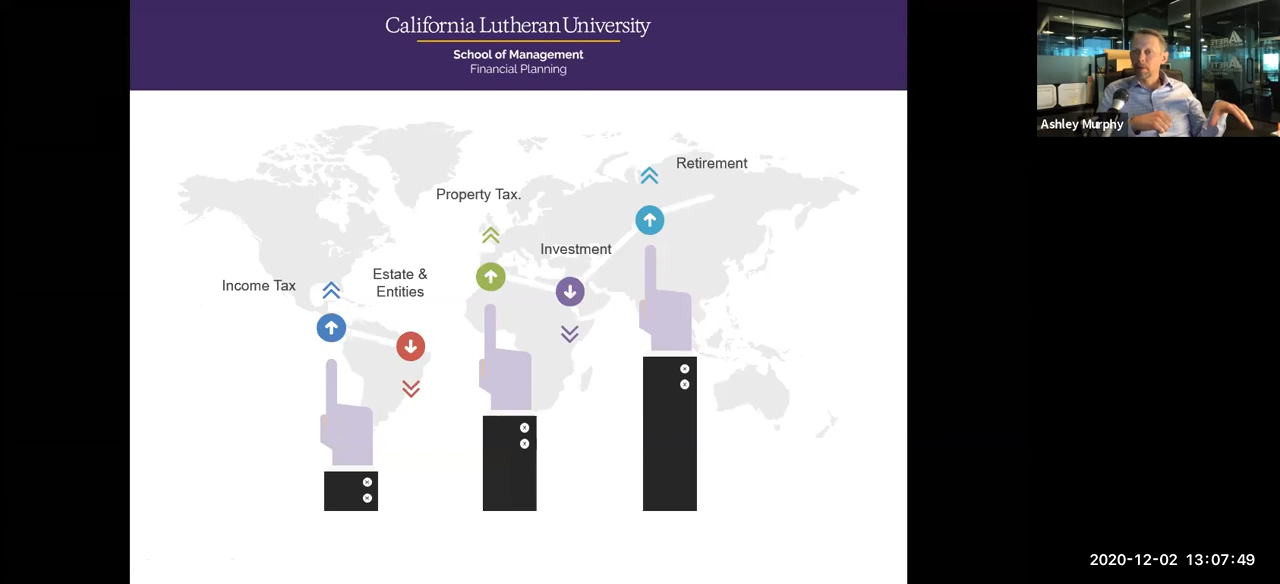 California Lutheran University
School of Management
Financial Planning
Retirement
Property Tax.
Investment
Estate &
Entities
Income Tax
Ashley Murphy
2020-12-02 13:07:49